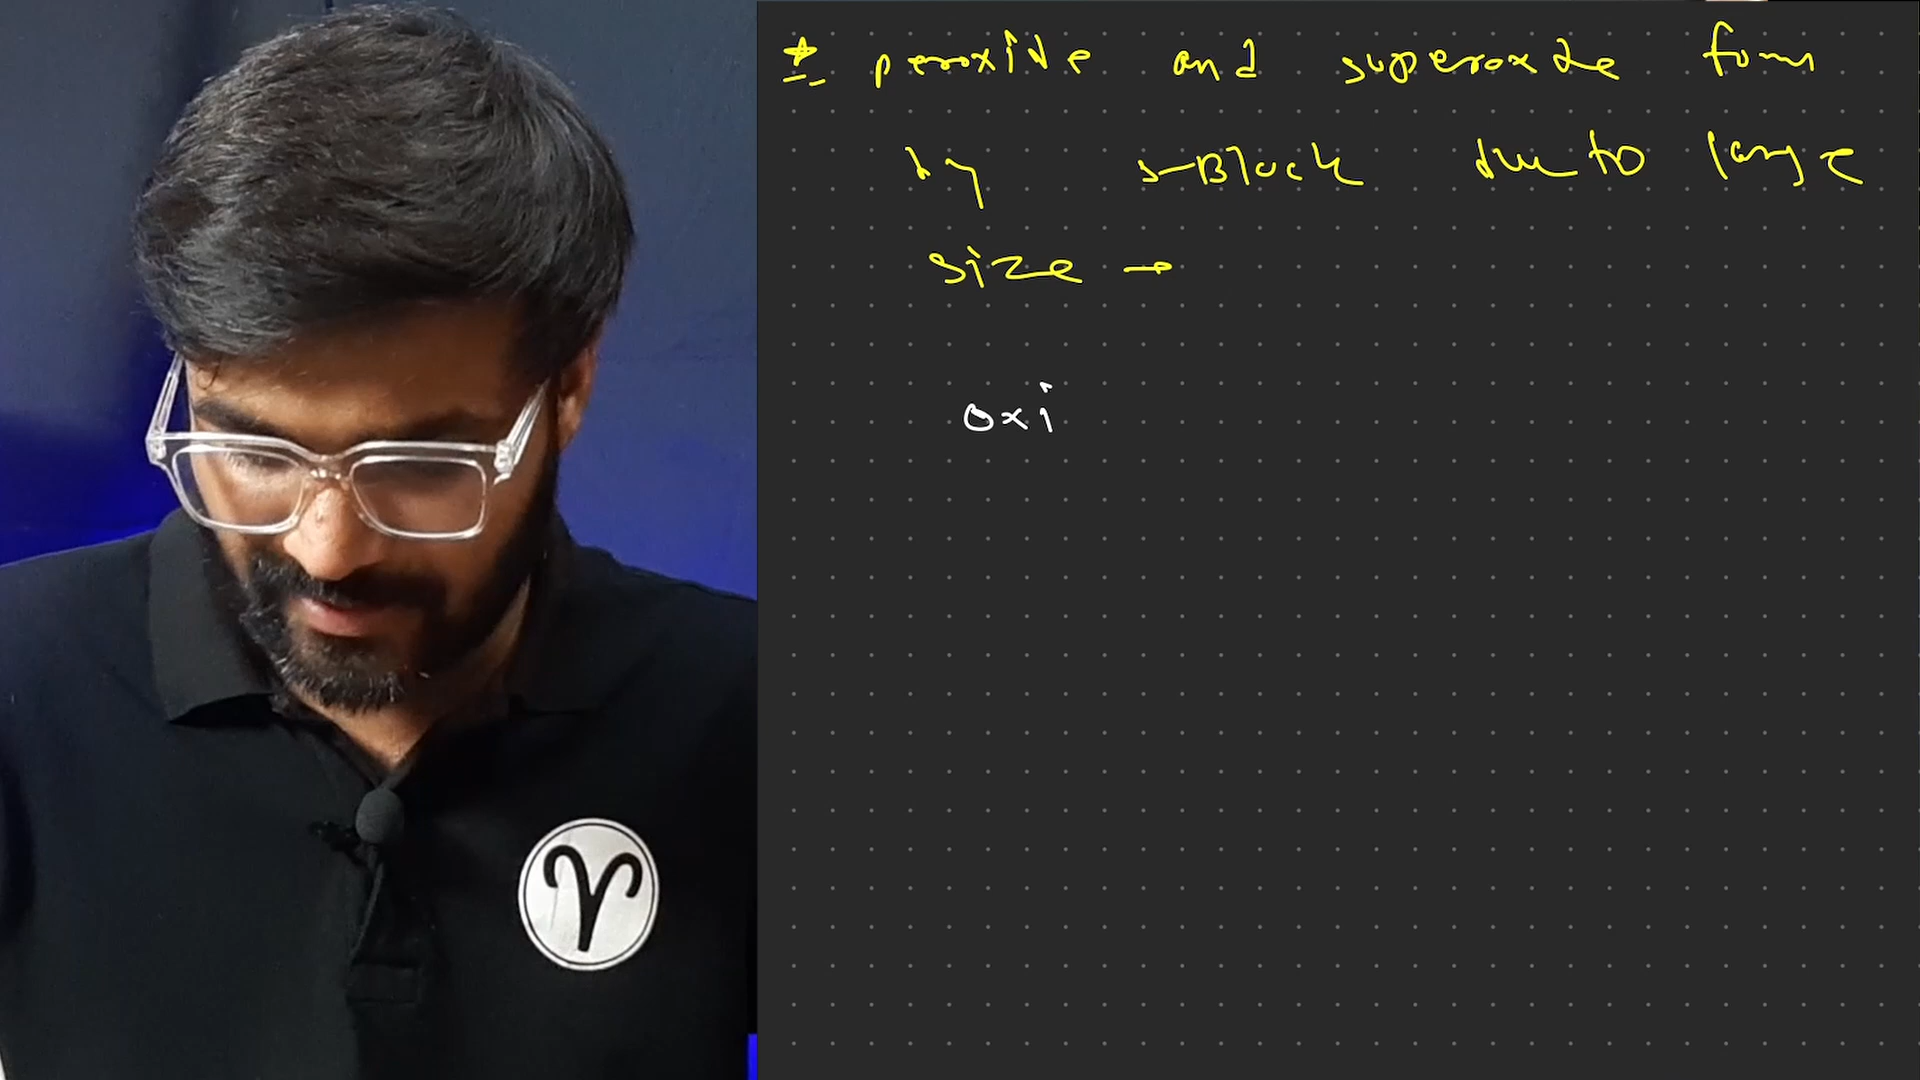 * peroxide and superoxide form
by s-Block due to large
size →
oxi